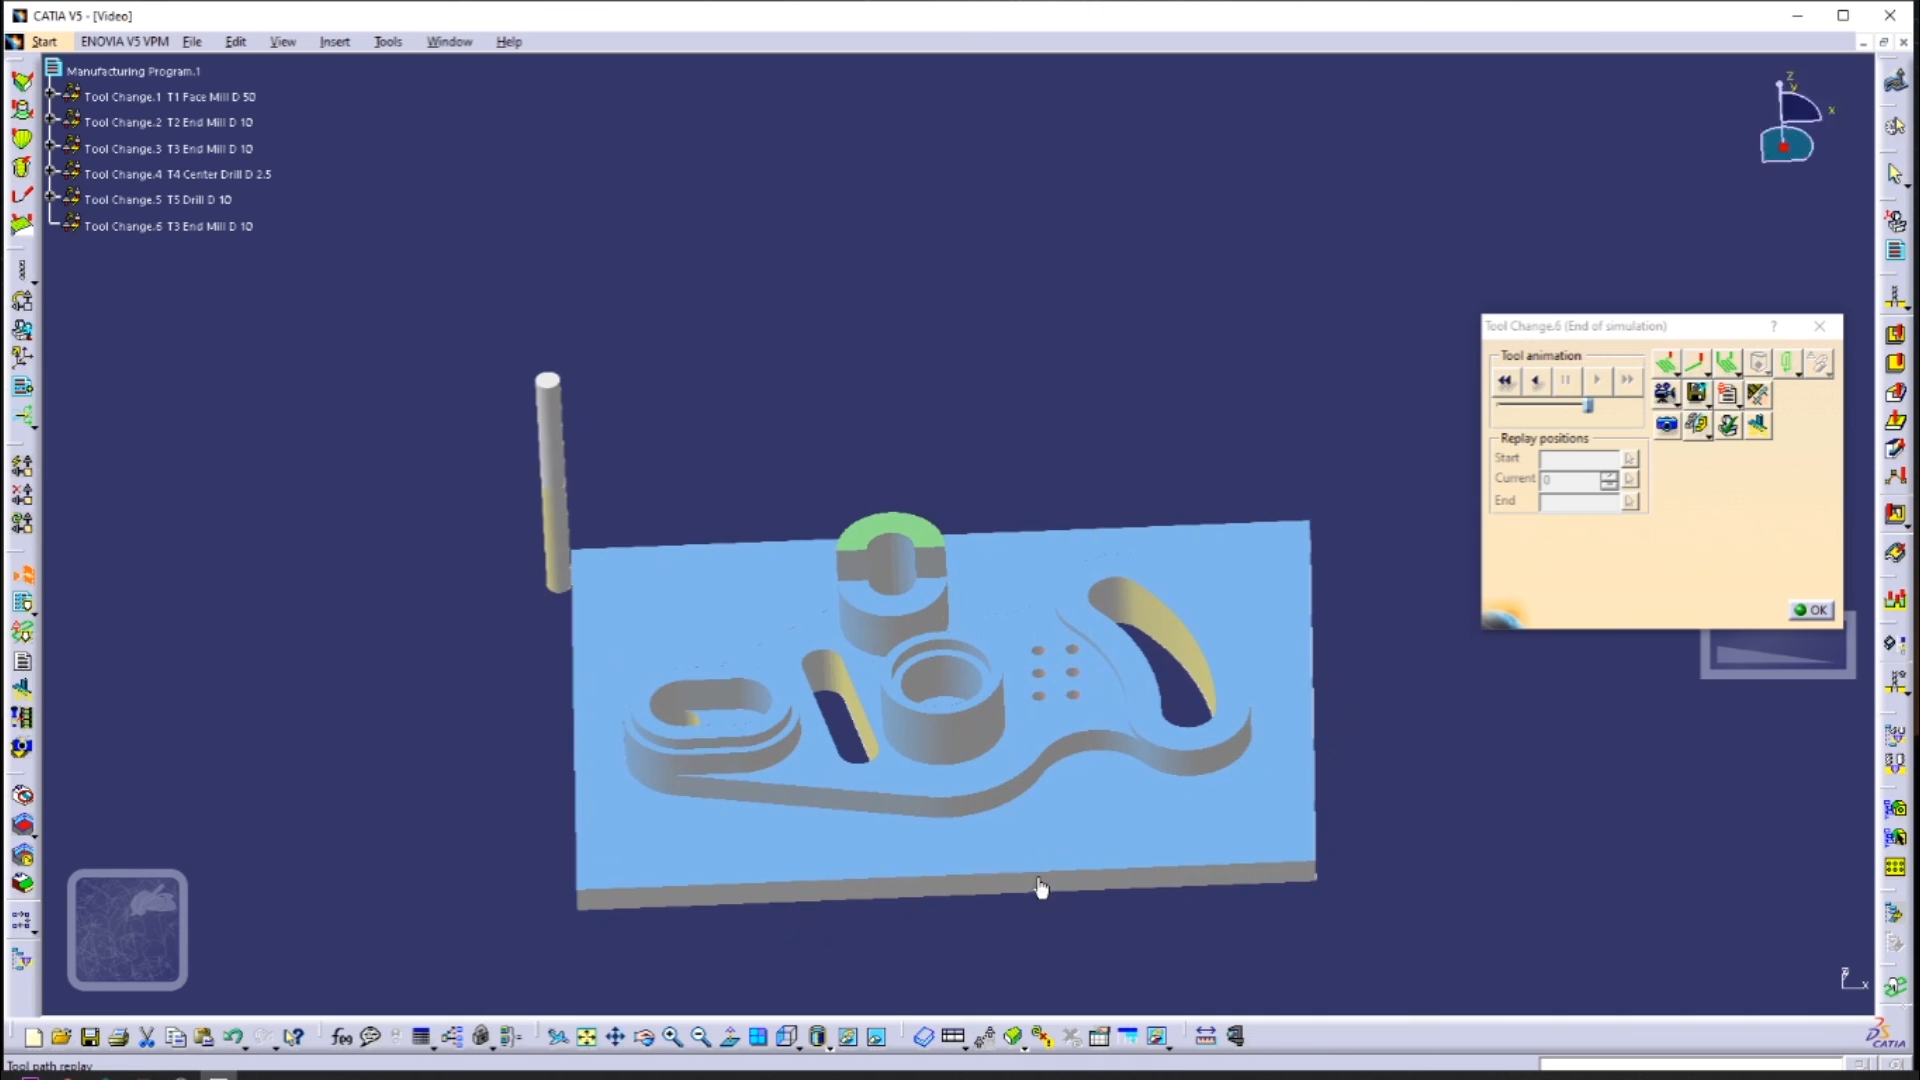 CATIA V5 - [Video]
Start ENOVIA V5 VPM File Edit View Insert Tools Window Help
Manufacturing Program.1
Tool Change.1 T1 Face Mill D 50
Tool Change.2 T2 End Mill D 10
Tool Change.3 T3 End Mill D 10
Tool Change.4 T4 Center Drill D 2.5
Tool Change.5 T5 Drill D 10
Tool Change.6 T3 End Mill D 10
z
y
x
Tool Change.6 (End of simulation) ?
Tool animation
Replay positions
Start
Current 0
End
OK
z
x
f(x)
CATIA
Tool path replay